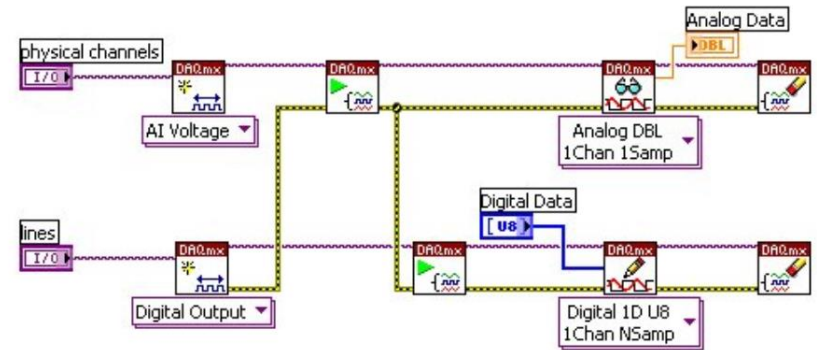 Analog Data
DBL
physical channels
I/O
DAQmx
DAQmx
DAQmx
DAQmx
AI Voltage
Analog DBL
1Chan 1Samp
Digital Data
[U8]
lines
I/O
DAQmx
DAQmx
DAQmx
DAQmx
Digital Output
Digital 1D U8
1Chan NSamp